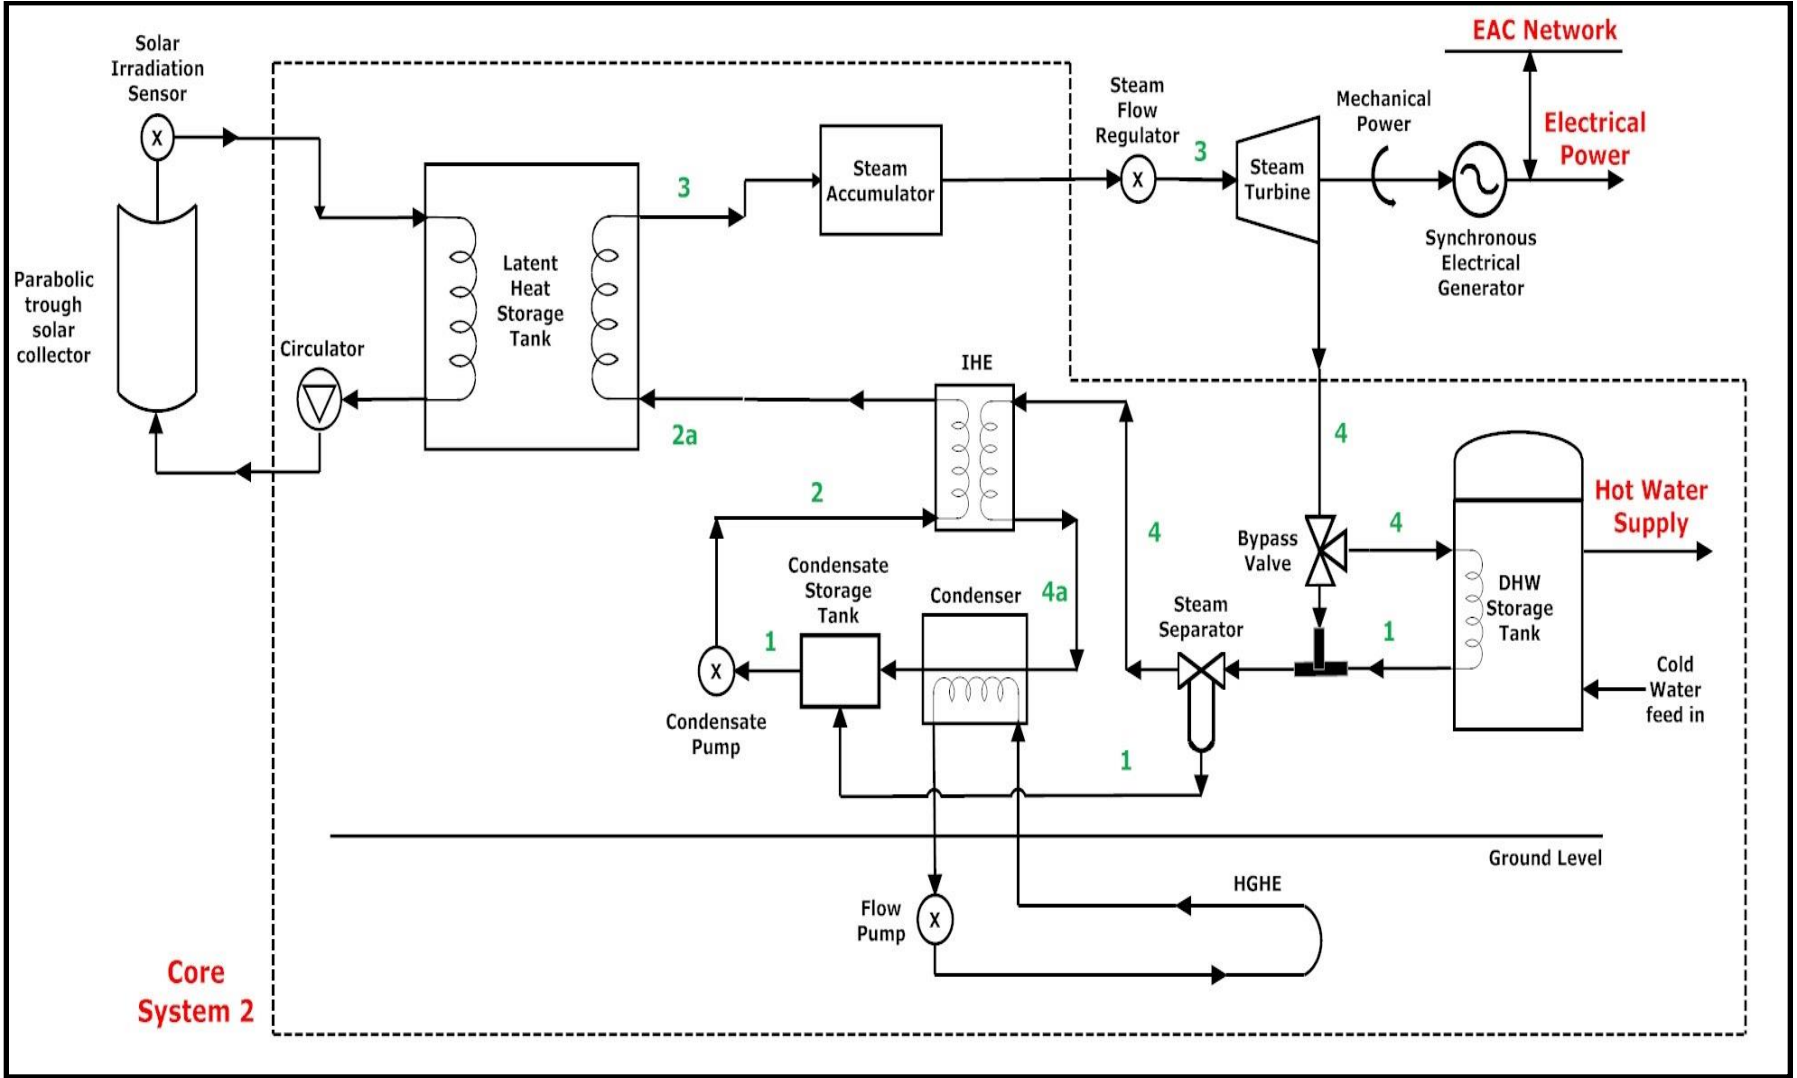 EAC Network
Solar
Irradiation
Sensor
X
Steam
Flow
Regulator
X
3
Mechanical
Power
Electrical
Power
Steam
Accumulator
Steam
Turbine
3
Synchronous
Electrical
Generator
Parabolic
trough
solar
collector
Latent
Heat
Storage
Tank
Circulator
IHE
2a
4
2
4
4
Hot Water
Supply
Bypass
Valve
DHW
Storage
Tank
Condensate
Storage
Tank
Condenser
4a
Steam
Separator
1
1
X
Condensate
Pump
Cold
Water
feed in
1
Ground Level
HGHE
Flow
Pump
X
Core
System 2